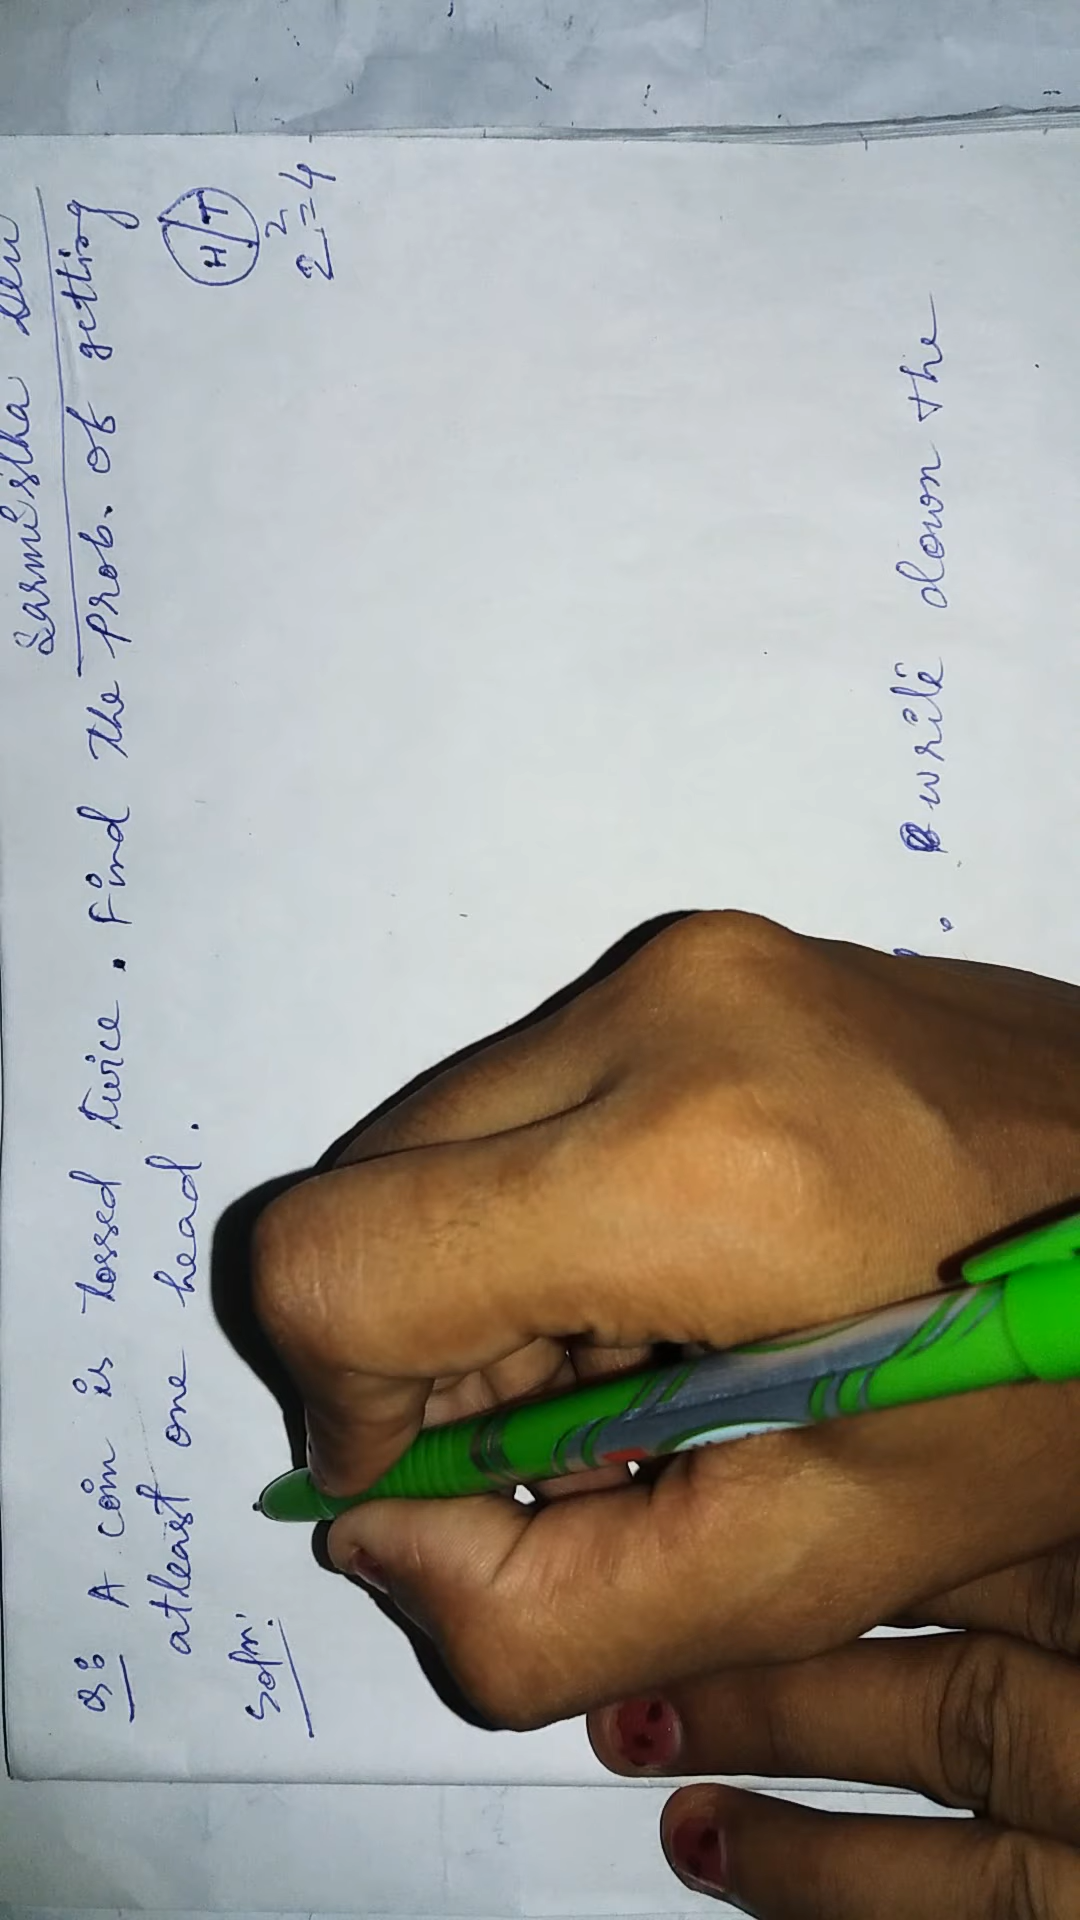 Sarmistha
Q: A coin is tossed twice. Find the prob. of getting
atleast one head.
H/T
2²=4
Soln:
. write down the